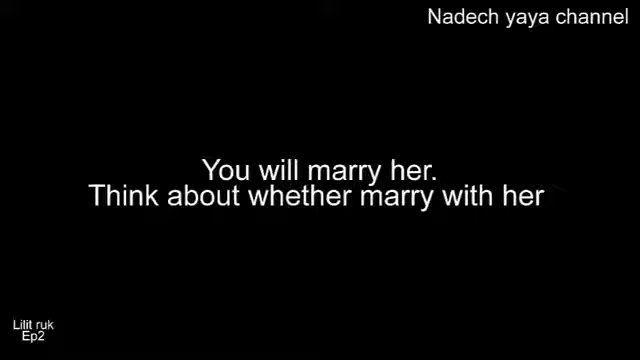 Nadech yaya channel
You will marry her.
Think about whether marry with her
Lilit ruk
Ep2